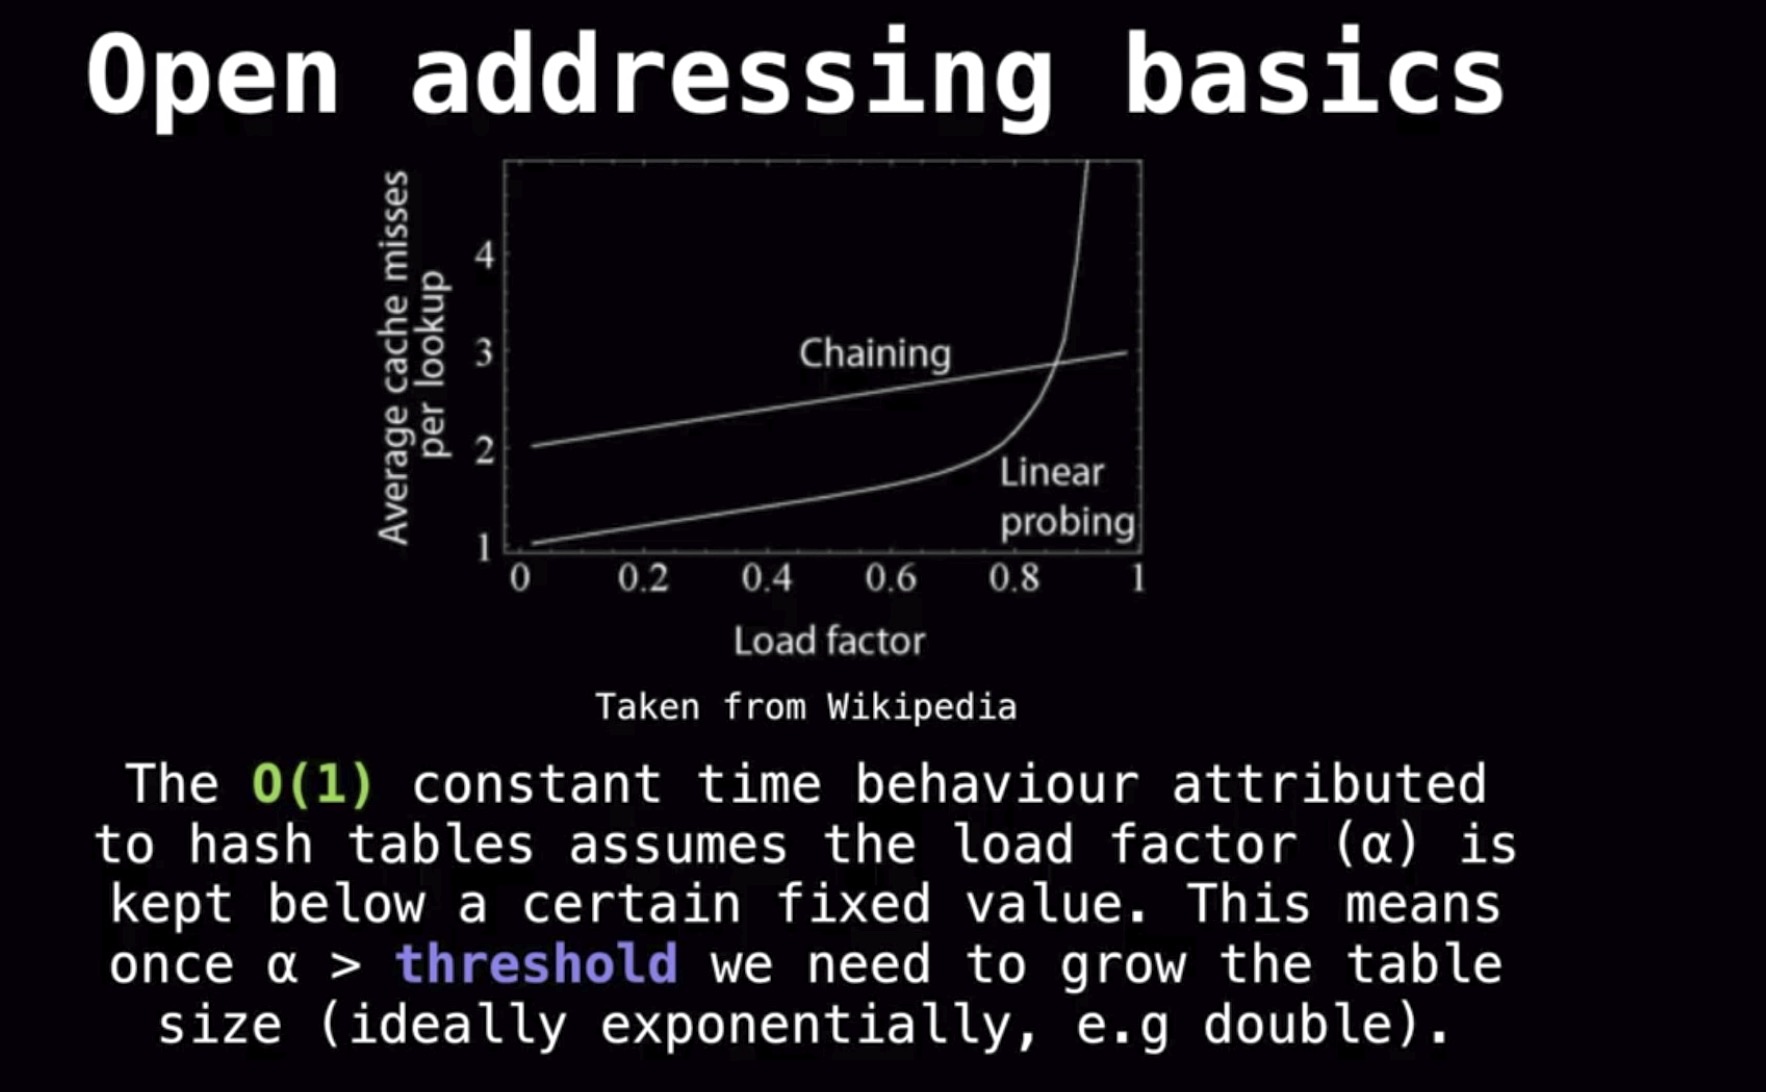 Open addressing basics
Average cache misses
per lookup
4
3
2
1
Chaining
Linear
probing
0 0.2 0.4 0.6 0.8 1
Load factor
Taken from Wikipedia
The O(1) constant time behaviour attributed
to hash tables assumes the load factor (α) is
kept below a certain fixed value. This means
once α > threshold we need to grow the table
size (ideally exponentially, e.g double).